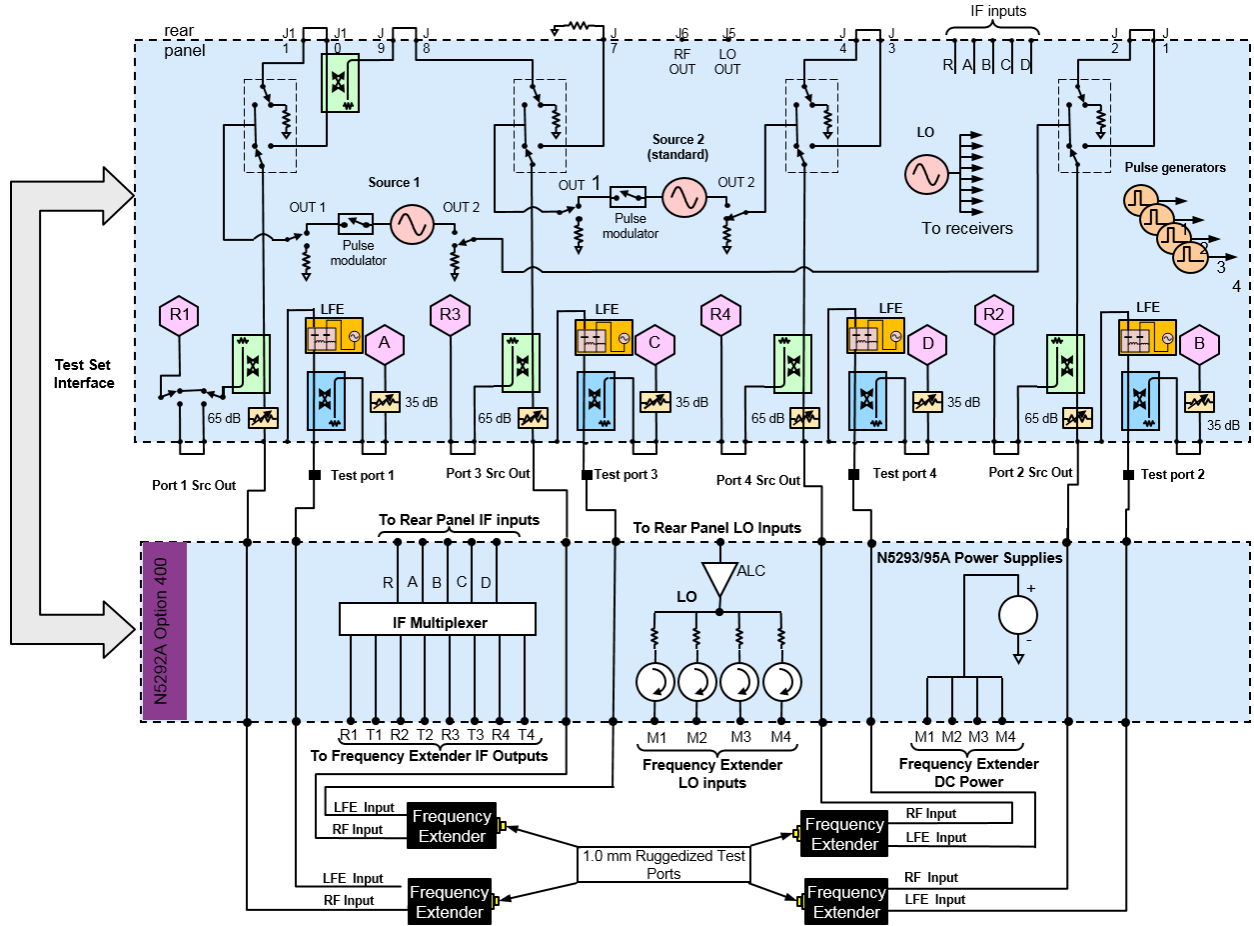 rear
panel
J1
1
J1
0
J
9
J
8
J
7
J6
RF
OUT
J5
LO
OUT
J
4
J
3
IF inputs
R
A
B
C
D
J
2
J
1
Source 1
OUT 1
OUT 2
Pulse
modulator
Source 2
(standard)
OUT 1
OUT 2
Pulse
modulator
LO
To receivers
Pulse generators
1
2
3
4
Test Set
Interface
R1
LFE
A
65 dB
35 dB
R3
LFE
C
65 dB
35 dB
R4
LFE
D
65 dB
35 dB
R2
LFE
B
65 dB
35 dB
Port 1 Src Out
Test port 1
Port 3 Src Out
Test port 3
Port 4 Src Out
Test port 4
Port 2 Src Out
Test port 2
To Rear Panel IF inputs
To Rear Panel LO Inputs
N5292A Option 400
R
A
B
C
D
IF Multiplexer
ALC
LO
N5293/95A Power Supplies
+
-
R1 T1 R2 T2 R3 T3 R4 T4
To Frequency Extender IF Outputs
M1 M2 M3 M4
Frequency Extender
LO inputs
M1 M2 M3 M4
Frequency Extender
DC Power
LFE Input
RF Input
Frequency
Extender
Frequency
Extender
RF Input
LFE Input
1.0 mm Ruggedized Test
Ports
LFE Input
RF Input
Frequency
Extender
Frequency
Extender
RF Input
LFE Input